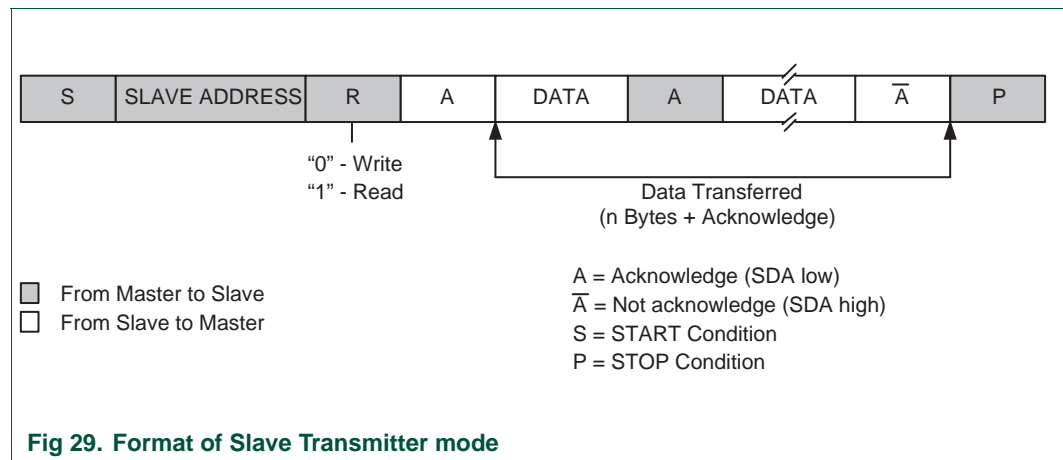 S SLAVE ADDRESS R A DATA A DATA A̅ P
“0” - Write
“1” - Read
Data Transferred
(n Bytes + Acknowledge)
A = Acknowledge (SDA low)
A̅ = Not acknowledge (SDA high)
S = START Condition
P = STOP Condition
From Master to Slave
From Slave to Master
Fig 29. Format of Slave Transmitter mode